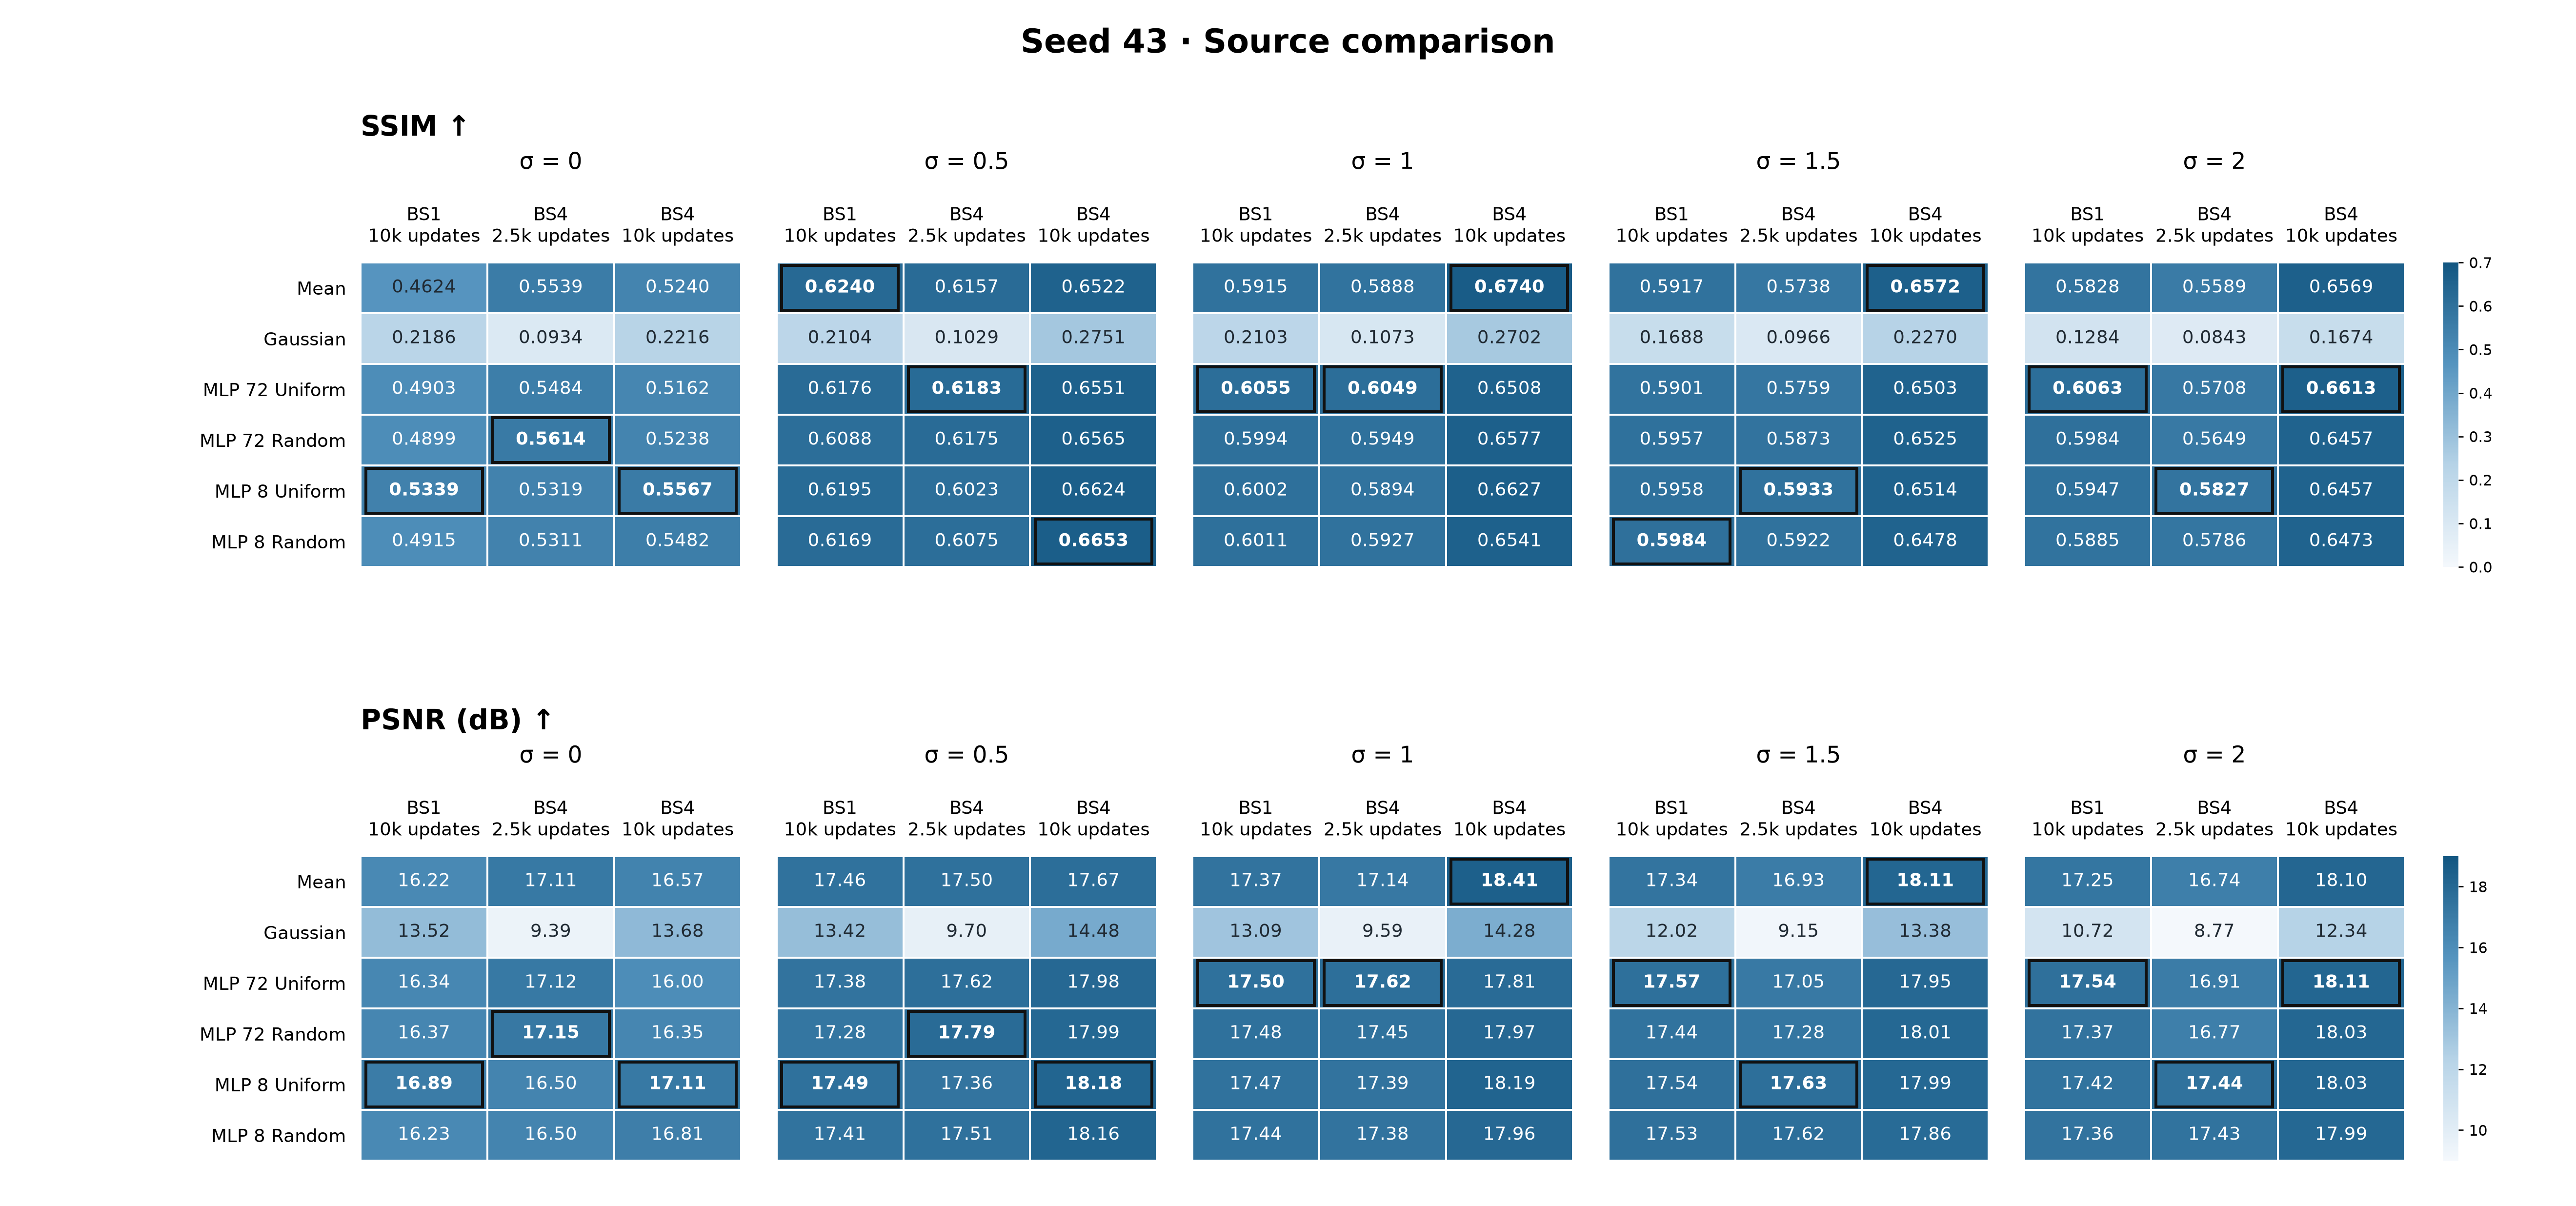 Seed 43 · Source comparison
SSIM ↑
σ = 0 σ = 0.5 σ = 1 σ = 1.5 σ = 2
BS1 BS4 BS4 BS1 BS4 BS4 BS1 BS4 BS4 BS1 BS4 BS4 BS1 BS4 BS4
10k updates 2.5k updates 10k updates 10k updates 2.5k updates 10k updates 10k updates 2.5k updates 10k updates 10k updates 2.5k updates 10k updates 10k updates 2.5k updates 10k updates
Mean 0.4624 0.5539 0.5240 0.6240 0.6157 0.6522 0.5915 0.5888 0.6740 0.5917 0.5738 0.6572 0.5828 0.5589 0.6569
Gaussian 0.2186 0.0934 0.2216 0.2104 0.1029 0.2751 0.2103 0.1073 0.2702 0.1688 0.0966 0.2270 0.1284 0.0843 0.1674
MLP 72 Uniform 0.4903 0.5484 0.5162 0.6176 0.6183 0.6551 0.6055 0.6049 0.6508 0.5901 0.5759 0.6503 0.6063 0.5708 0.6613
MLP 72 Random 0.4899 0.5614 0.5238 0.6088 0.6175 0.6565 0.5994 0.5949 0.6577 0.5957 0.5873 0.6525 0.5984 0.5649 0.6457
MLP 8 Uniform 0.5339 0.5319 0.5567 0.6195 0.6023 0.6624 0.6002 0.5894 0.6627 0.5958 0.5933 0.6514 0.5947 0.5827 0.6457
MLP 8 Random 0.4915 0.5311 0.5482 0.6169 0.6075 0.6653 0.6011 0.5927 0.6541 0.5984 0.5922 0.6478 0.5885 0.5786 0.6473
0.7
0.6
0.5
0.4
0.3
0.2
0.1
0.0
PSNR (dB) ↑
σ = 0 σ = 0.5 σ = 1 σ = 1.5 σ = 2
BS1 BS4 BS4 BS1 BS4 BS4 BS1 BS4 BS4 BS1 BS4 BS4 BS1 BS4 BS4
10k updates 2.5k updates 10k updates 10k updates 2.5k updates 10k updates 10k updates 2.5k updates 10k updates 10k updates 2.5k updates 10k updates 10k updates 2.5k updates 10k updates
Mean 16.22 17.11 16.57 17.46 17.50 17.67 17.37 17.14 18.41 17.34 16.93 18.11 17.25 16.74 18.10
Gaussian 13.52 9.39 13.68 13.42 9.70 14.48 13.09 9.59 14.28 12.02 9.15 13.38 10.72 8.77 12.34
MLP 72 Uniform 16.34 17.12 16.00 17.38 17.62 17.98 17.50 17.62 17.81 17.57 17.05 17.95 17.54 16.91 18.11
MLP 72 Random 16.37 17.15 16.35 17.28 17.79 17.99 17.48 17.45 17.97 17.44 17.28 18.01 17.37 16.77 18.03
MLP 8 Uniform 16.89 16.50 17.11 17.49 17.36 18.18 17.47 17.39 18.19 17.54 17.63 17.99 17.42 17.44 18.03
MLP 8 Random 16.23 16.50 16.81 17.41 17.51 18.16 17.44 17.38 17.96 17.53 17.62 17.86 17.36 17.43 17.99
18
16
14
12
10